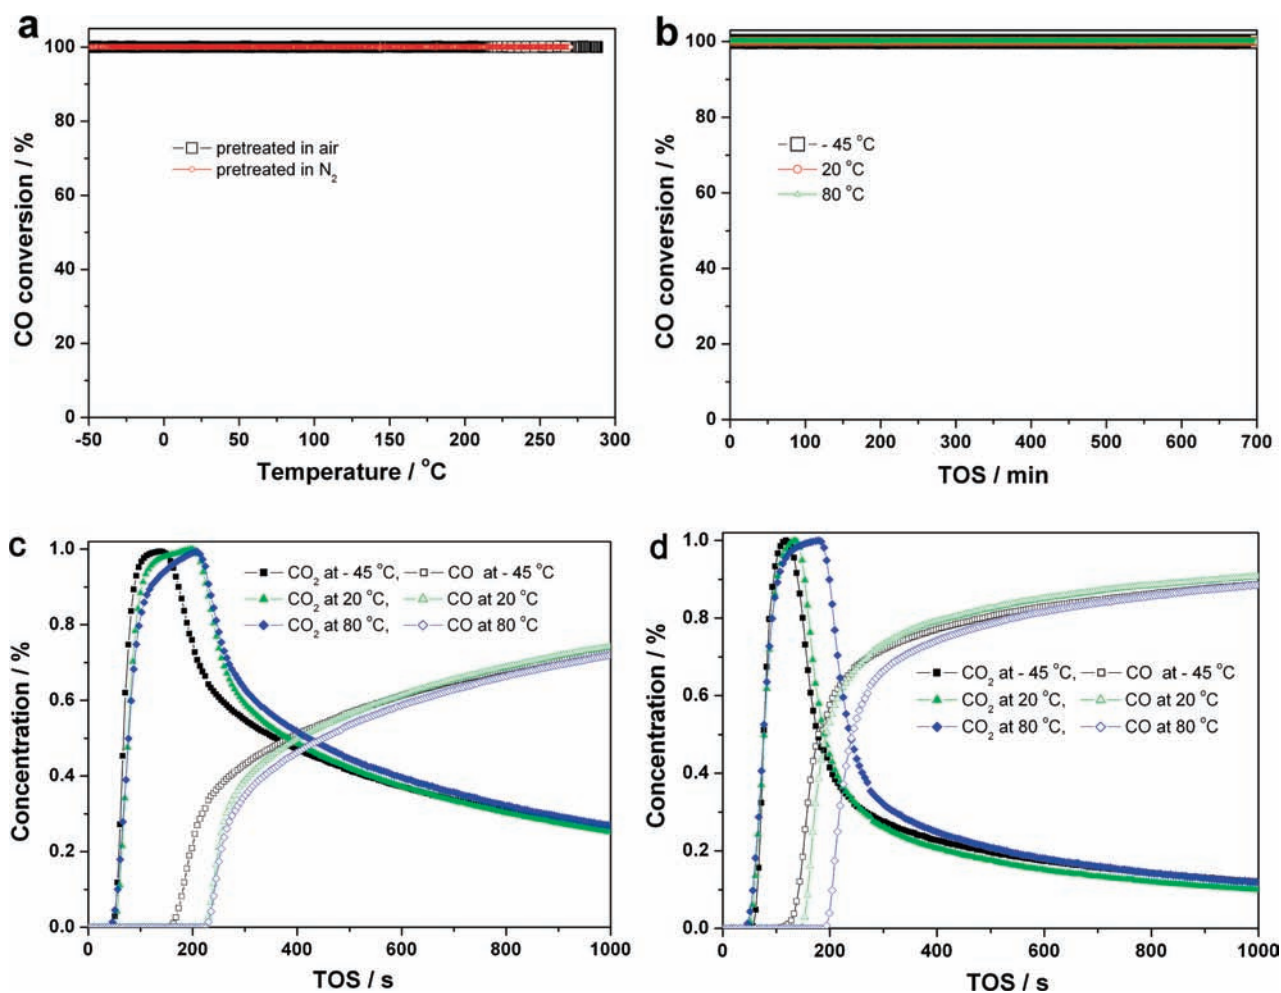 a
CO conversion / %
100
80
60
40
20
0
pretreated in air
pretreated in N₂
-50 0 50 100 150 200 250 300
Temperature / °C
b
CO conversion / %
100
80
60
40
20
0
- 45 °C
20 °C
80 °C
0 100 200 300 400 500 600 700
TOS / min
c
Concentration / %
1.0
0.8
0.6
0.4
0.2
0.0
CO₂ at - 45 °C, CO at - 45 °C
CO₂ at 20 °C, CO at 20 °C
CO₂ at 80 °C, CO at 80 °C
0 200 400 600 800 1000
TOS / s
d
Concentration / %
1.0
0.8
0.6
0.4
0.2
0.0
CO₂ at - 45 °C, CO at - 45 °C
CO₂ at 20 °C, CO at 20 °C
CO₂ at 80 °C, CO at 80 °C
0 200 400 600 800 1000
TOS / s